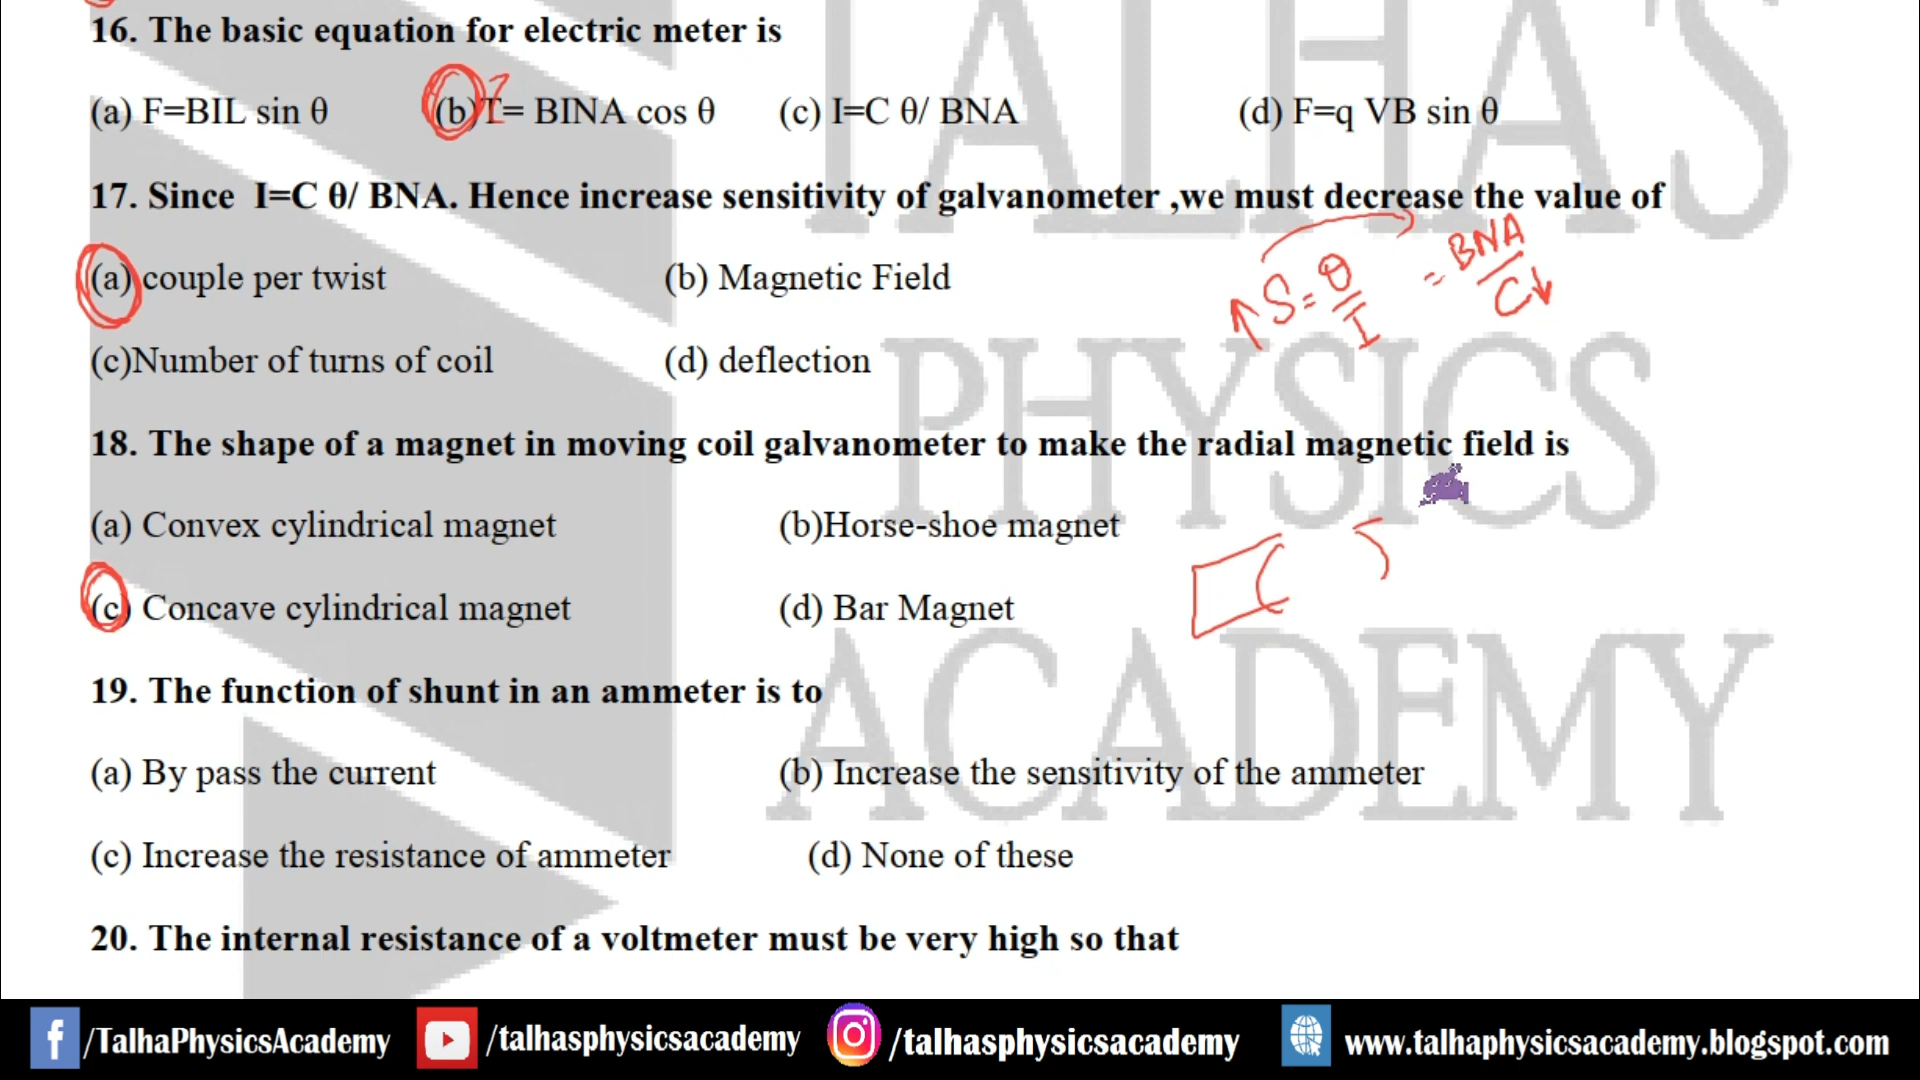 16. The basic equation for electric meter is
(a) F=BIL sin θ (b)T= BINA cos θ (c) I=C θ/ BNA (d) F=q VB sin θ
17. Since I=C θ/ BNA. Hence increase sensitivity of galvanometer ,we must decrease the value of
(a) couple per twist (b) Magnetic Field
↑ S = θ/I = BNA/C↓
(c)Number of turns of coil (d) deflection
18. The shape of a magnet in moving coil galvanometer to make the radial magnetic field is
(a) Convex cylindrical magnet (b)Horse-shoe magnet
(c) Concave cylindrical magnet (d) Bar Magnet
19. The function of shunt in an ammeter is to
(a) By pass the current (b) Increase the sensitivity of the ammeter
(c) Increase the resistance of ammeter (d) None of these
20. The internal resistance of a voltmeter must be very high so that
TALHA'S
PHYSICS
ACADEMY
/TalhaPhysicsAcademy /talhasphysicsacademy /talhasphysicsacademy www.talhaphysicsacademy.blogspot.com